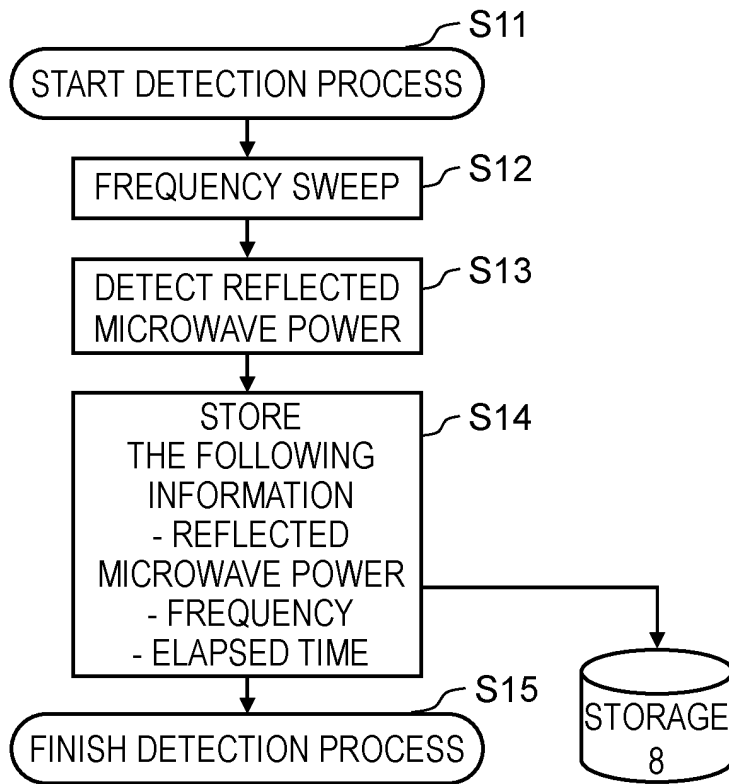 S11
START DETECTION PROCESS
S12
FREQUENCY SWEEP
S13
DETECT REFLECTED
MICROWAVE POWER
S14
STORE
THE FOLLOWING
INFORMATION
- REFLECTED
MICROWAVE POWER
- FREQUENCY
- ELAPSED TIME
STORAGE
8
S15
FINISH DETECTION PROCESS